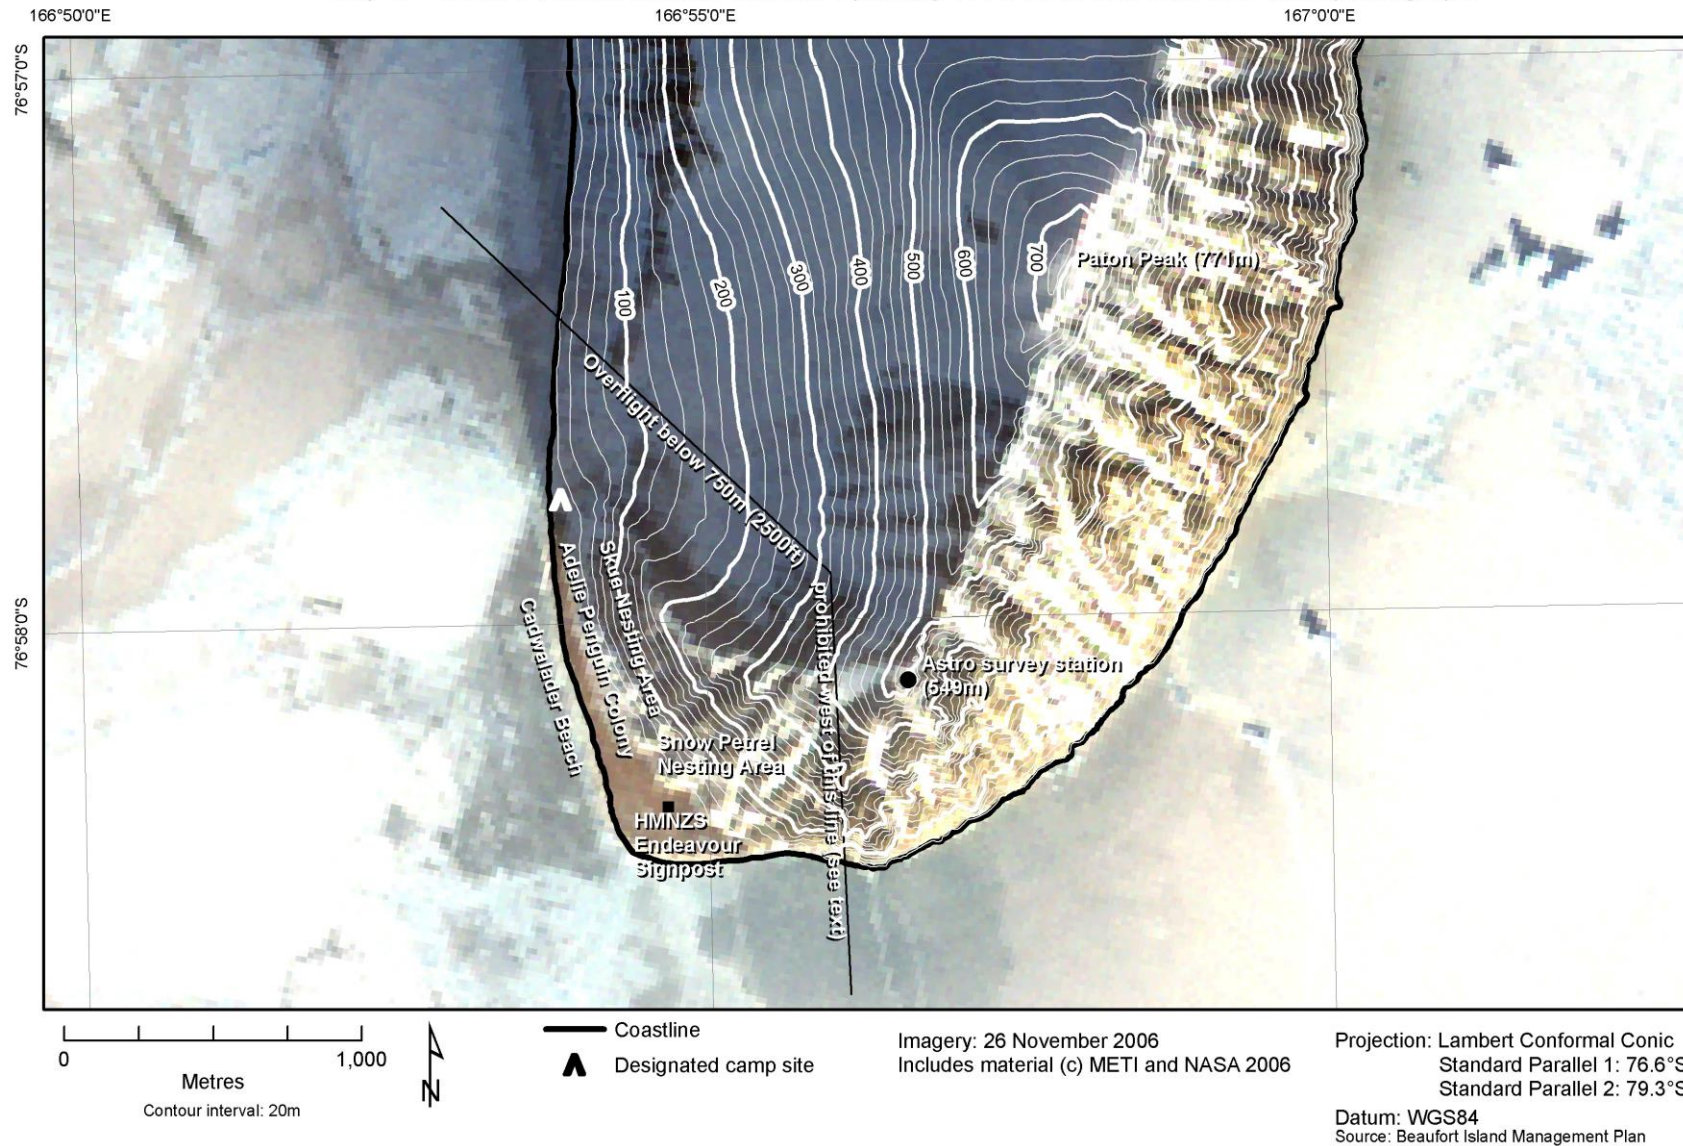 166°50'0"E
166°55'0"E
167°0'0"E
76°57'0"S
76°58'0"S
100
200
300
400
500
600
700
Paton Peak (771m)
Overflight below 750m (2500ft)
prohibited west of this line (see text)
Skua Nesting Area
Adelie Penguin Colony
Cadwalader Beach
Astro survey station
(549m)
Snow Petrel
Nesting Area
HMNZS
Endeavour
Signpost
0
1,000
Metres
Contour interval: 20m
N
Coastline
Designated camp site
Imagery: 26 November 2006
Includes material (c) METI and NASA 2006
Projection: Lambert Conformal Conic
Standard Parallel 1: 76.6°S
Standard Parallel 2: 79.3°S
Datum: WGS84
Source: Beaufort Island Management Plan